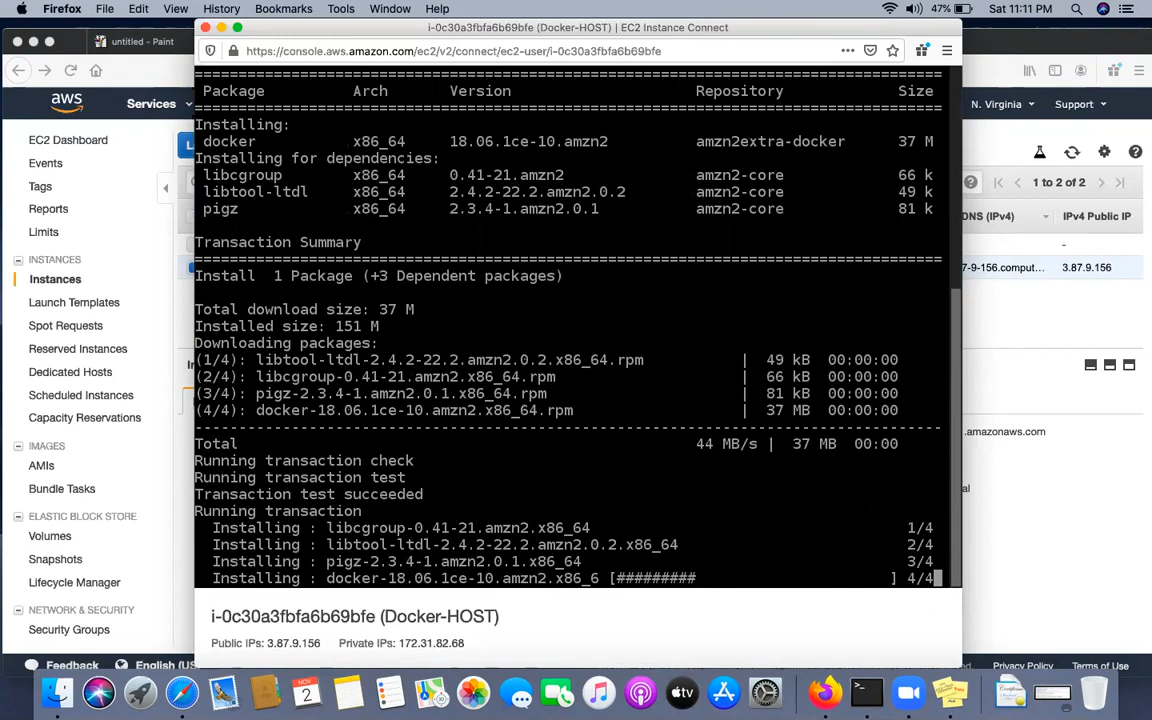 Firefox File Edit View History Bookmarks Tools Window Help 47% Sat 11:11 PM
untitled - Paint
i-0c30a3fbfa6b69bfe (Docker-HOST) | EC2 Instance Connect
https://console.aws.amazon.com/ec2/v2/connect/ec2-user/i-0c30a3fbfa6b69bfe
aws Services N. Virginia Support
EC2 Dashboard
Events
Tags
Reports
Limits
INSTANCES
Instances
Launch Templates
Spot Requests
Reserved Instances
Dedicated Hosts
Scheduled Instances
Capacity Reservations
IMAGES
AMIs
Bundle Tasks
ELASTIC BLOCK STORE
Volumes
Snapshots
Lifecycle Manager
NETWORK & SECURITY
Security Groups
Package Arch Version Repository Size
Installing:
docker x86_64 18.06.1ce-10.amzn2 amzn2extra-docker 37 M
Installing for dependencies:
libcgroup x86_64 0.41-21.amzn2 amzn2-core 66 k
libtool-ltdl x86_64 2.4.2-22.2.amzn2.0.2 amzn2-core 49 k
pigz x86_64 2.3.4-1.amzn2.0.1 amzn2-core 81 k
Transaction Summary
Install 1 Package (+3 Dependent packages)
Total download size: 37 M
Installed size: 151 M
Downloading packages:
(1/4): libtool-ltdl-2.4.2-22.2.amzn2.0.2.x86_64.rpm | 49 kB 00:00:00
(2/4): libcgroup-0.41-21.amzn2.x86_64.rpm | 66 kB 00:00:00
(3/4): pigz-2.3.4-1.amzn2.0.1.x86_64.rpm | 81 kB 00:00:00
(4/4): docker-18.06.1ce-10.amzn2.x86_64.rpm | 37 MB 00:00:00
Total 44 MB/s | 37 MB 00:00
Running transaction check
Running transaction test
Transaction test succeeded
Running transaction
Installing : libcgroup-0.41-21.amzn2.x86_64 1/4
Installing : libtool-ltdl-2.4.2-22.2.amzn2.0.2.x86_64 2/4
Installing : pigz-2.3.4-1.amzn2.0.1.x86_64 3/4
Installing : docker-18.06.1ce-10.amzn2.x86_6 [######### ] 4/4
i-0c30a3fbfa6b69bfe (Docker-HOST)
Public IPs: 3.87.9.156 Private IPs: 172.31.82.68
1 to 2 of 2
DNS (IPv4) IPv4 Public IP
-
7-9-156.comput... 3.87.9.156
.amazonaws.com
Feedback English (US Privacy Policy Terms of Use
NOV
2
tv